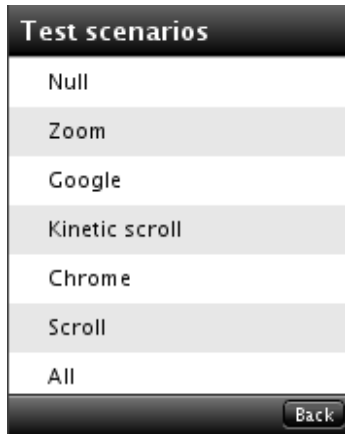 Test scenarios
Null
Zoom
Google
Kinetic scroll
Chrome
Scroll
All
Back